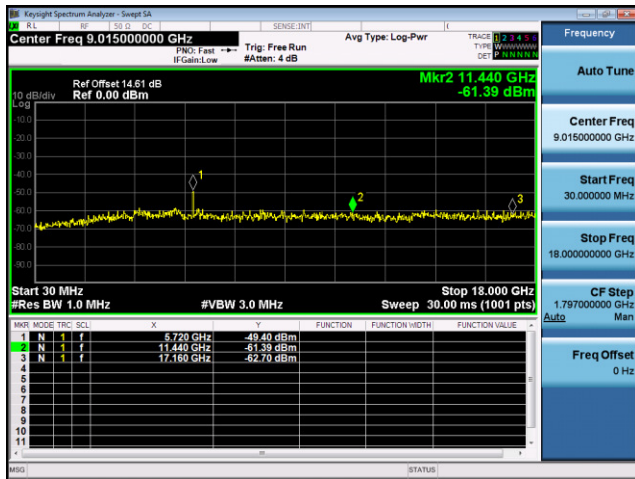 Keysight Spectrum Analyzer - Swept SA
RL RF 50 Ω DC SENSE:INT
Center Freq 9.015000000 GHz
PNO: Fast
IFGain:Low
Trig: Free Run
#Atten: 4 dB
Avg Type: Log-Pwr
TRACE 1 2 3 4 5 6
TYPE
DET P N N N N N
Ref Offset 14.61 dB
Ref 0.00 dBm
10 dB/div
Log
Mkr2 11.440 GHz
-61.39 dBm
-10.0
-20.0
-30.0
-40.0
-50.0
-60.0
-70.0
-80.0
-90.0
1
2
3
Start 30 MHz
Stop 18.000 GHz
#Res BW 1.0 MHz
#VBW 3.0 MHz
Sweep 30.00 ms (1001 pts)
MKR MODE TRC SCL X Y FUNCTION FUNCTION WIDTH FUNCTION VALUE
1 N 1 f 5.720 GHz -49.40 dBm
2 N 1 f 11.440 GHz -61.39 dBm
3 N 1 f 17.160 GHz -62.70 dBm
4
5
6
7
8
9
10
11
MSG
STATUS
Frequency
Auto Tune
Center Freq
9.015000000 GHz
Start Freq
30.000000 MHz
Stop Freq
18.000000000 GHz
CF Step
1.797000000 GHz
Auto Man
Freq Offset
0 Hz